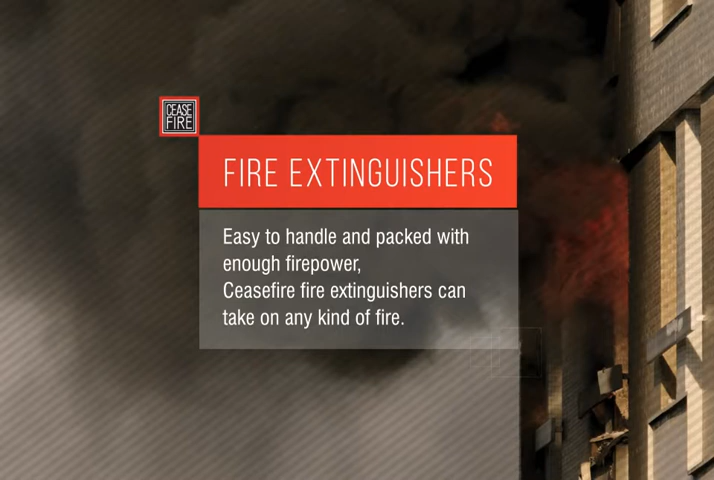 CEASE
FIRE
FIRE EXTINGUISHERS
Easy to handle and packed with
enough firepower,
Ceasefire fire extinguishers can
take on any kind of fire.